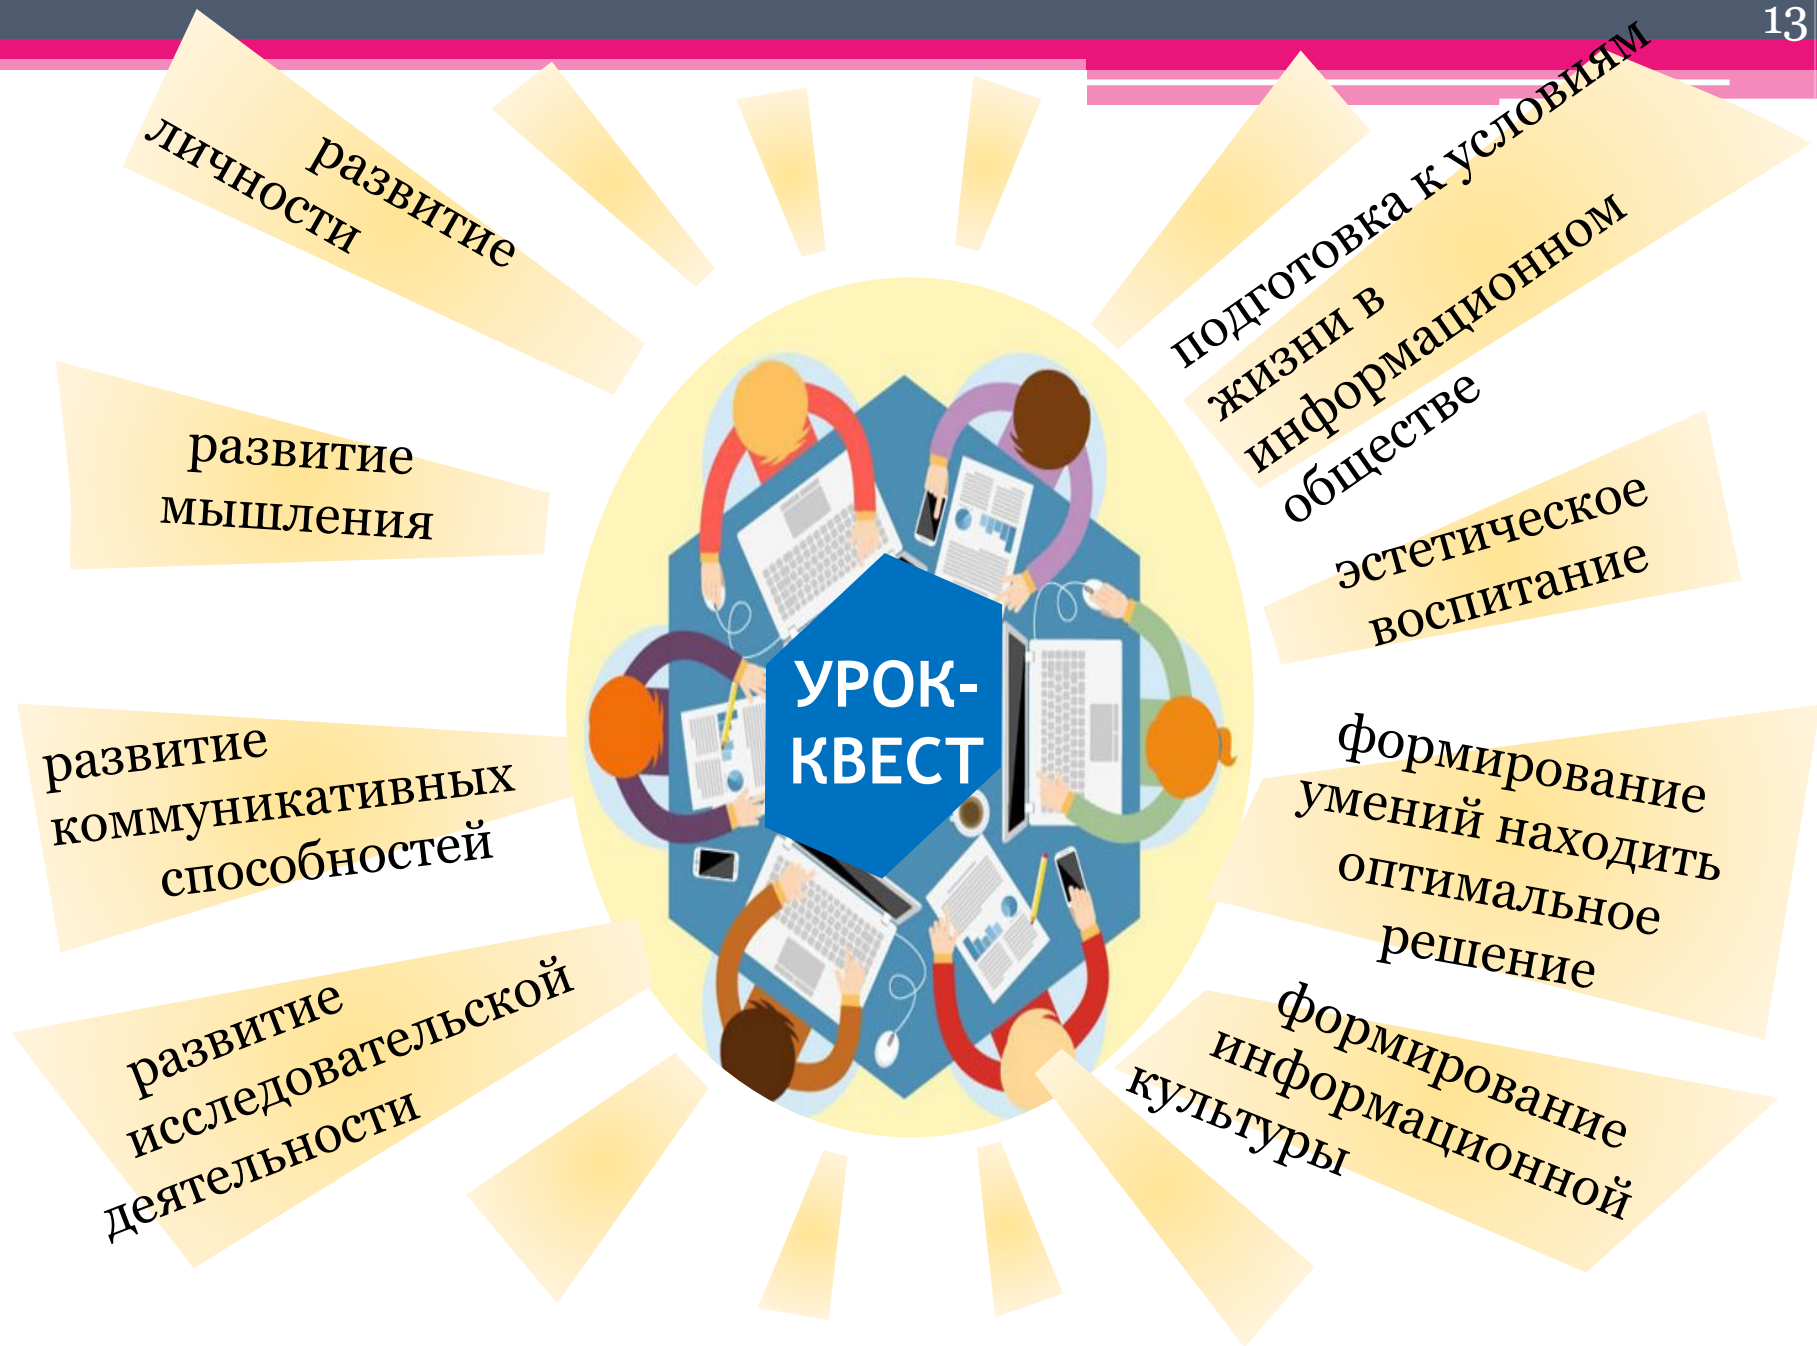 13
развитие
личности
развитие
мышления
развитие
коммуникативных
способностей
развитие
исследовательской
деятельности
УРОК-
КВЕСТ
подготовка к условиям
жизни в
информационном
обществе
эстетическое
воспитание
формирование
умений находить
оптимальное
решение
формирование
информационной
культуры